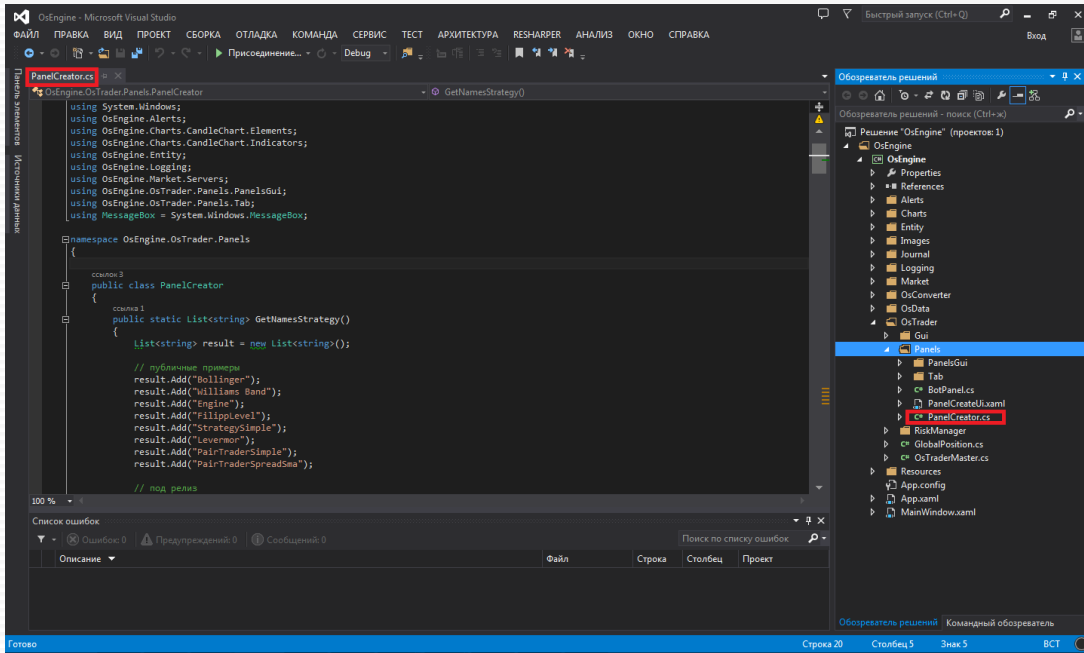 OsEngine - Microsoft Visual Studio
Быстрый запуск (Ctrl+Q)
ФАЙЛ ПРАВКА ВИД ПРОЕКТ СБОРКА ОТЛАДКА КОМАНДА СЕРВИС ТЕСТ АРХИТЕКТУРА RESHARPER АНАЛИЗ ОКНО СПРАВКА
Вход
Присоединение... Debug
Панель элементов
Источники данных
PanelCreator.cs
OsEngine.OsTrader.Panels.PanelCreator
GetNamesStrategy()
using System.Windows;
using OsEngine.Alerts;
using OsEngine.Charts.CandleChart.Elements;
using OsEngine.Charts.CandleChart.Indicators;
using OsEngine.Entity;
using OsEngine.Logging;
using OsEngine.Market.Servers;
using OsEngine.OsTrader.Panels.PanelsGui;
using OsEngine.OsTrader.Panels.Tab;
using MessageBox = System.Windows.MessageBox;
namespace OsEngine.OsTrader.Panels
{
ссылок 3
public class PanelCreator
{
ссылка 1
public static List<string> GetNamesStrategy()
{
List<string> result = new List<string>();
// публичные примеры
result.Add("Bollinger");
result.Add("Williams Band");
result.Add("Engine");
result.Add("FilippLevel");
result.Add("StrategySimple");
result.Add("Levermor");
result.Add("PairTraderSimple");
result.Add("PairTraderSpreadSma");
// под релиз
100 %
Список ошибок
Ошибок: 0 Предупреждений: 0 Сообщений: 0
Поиск по списку ошибок
Описание Файл Строка Столбец Проект
Обозреватель решений
Обозреватель решений - поиск (Ctrl+ж)
Решение "OsEngine" (проектов: 1)
OsEngine
C# OsEngine
Properties
References
Alerts
Charts
Entity
Images
Journal
Logging
Market
OsConverter
OsData
OsTrader
Gui
Panels
PanelsGui
Tab
C# BotPanel.cs
PanelCreateUi.xaml
C# PanelCreator.cs
RiskManager
C# GlobalPosition.cs
C# OsTraderMaster.cs
Resources
App.config
App.xaml
MainWindow.xaml
Обозреватель решений Командный обозреватель
Готово
Строка 20 Столбец 5 Знак 5 ВСТ